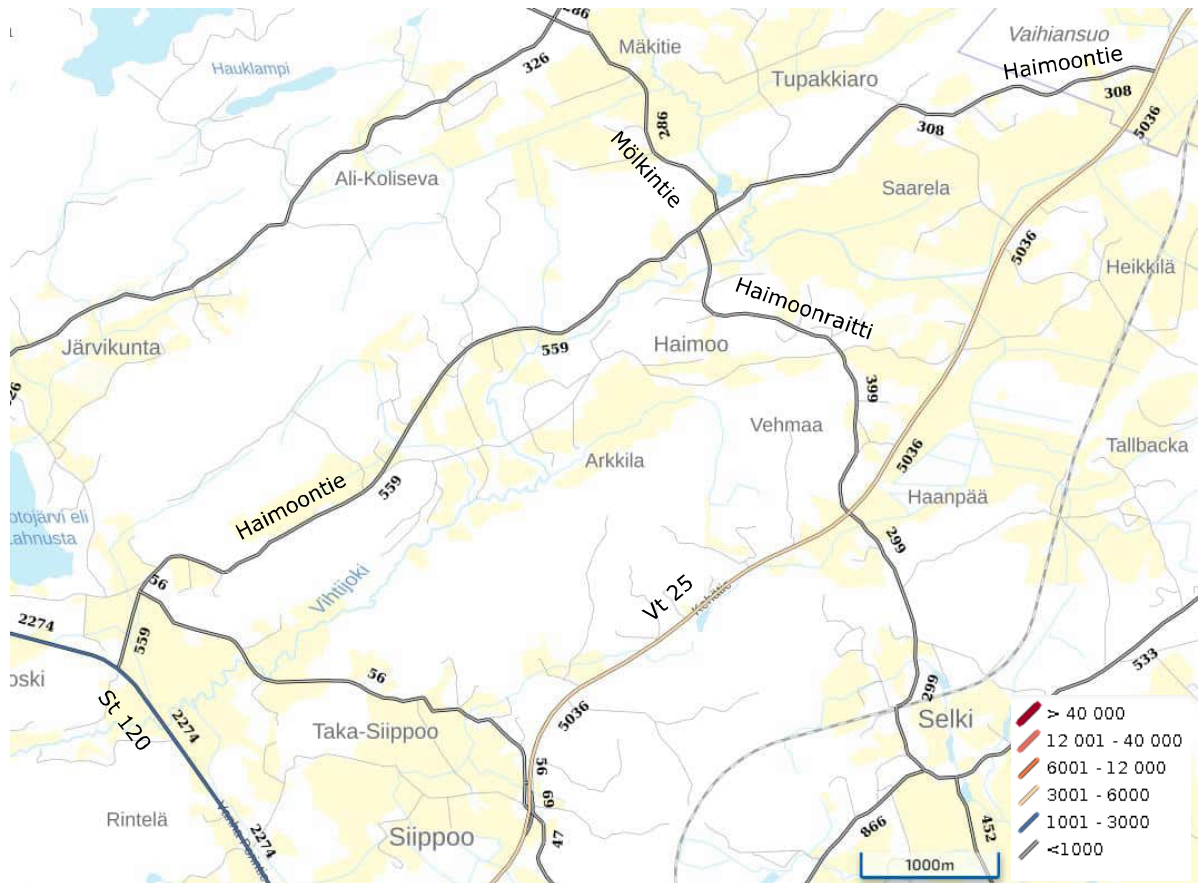 286
Mäkitie
Vaihiansuo
Haimoontie
Hauklampi
326
Tupakkiaro
308
286
308
5036
Mölkintie
Ali-Koliseva
Saarela
5036
Heikkilä
Haimoonraitti
Järvikunta
559
Haimoo
399
Vehmaa
Tallbacka
Arkkila
5036
559
Haanpää
Haimoontie
299
56
Vihtijoki
Vt 25
Kehätie
2274
559
56
533
299
St 120
2274
5036
Selki
Taka-Siippoo
56
69
Rintelä
Siippoo
47
2274
866
452
> 40 000
12 001 - 40 000
6001 - 12 000
3001 - 6000
1001 - 3000
<1000
1000m